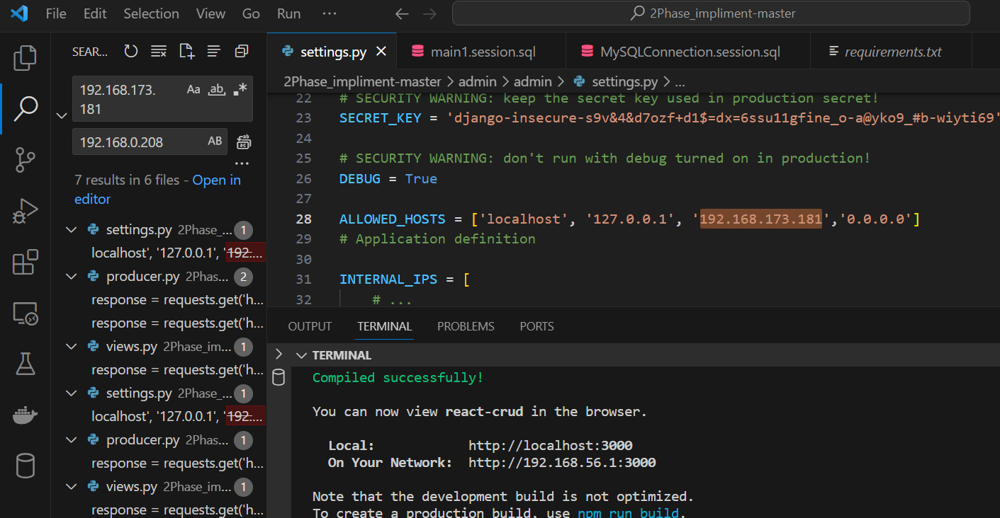 File Edit Selection View Go Run ...
2Phase_impliment-master
SEAR...
192.168.173.
181
Aa ab, .*
192.168.0.208
AB
7 results in 6 files - Open in
editor
settings.py 2Phase_... 1
localhost', '127.0.0.1', '192....
producer.py 2Phas... 2
response = requests.get('h...
response = requests.get('h...
views.py 2Phase_im... 1
response = requests.get('h...
settings.py 2Phase_... 1
localhost', '127.0.0.1', '192....
producer.py 2Phas... 1
response = requests.get('h...
views.py 2Phase_im... 1
response = requests.get('h...
settings.py
main1.session.sql
MySQLConnection.session.sql
requirements.txt
2Phase_impliment-master > admin > admin > settings.py > ...
22 # SECURITY WARNING: keep the secret key used in production secret!
23 SECRET_KEY = 'django-insecure-s9v&4&d7ozf+d1$=dx=6ssu11gfine_o-a@yko9_#b-wiyti69'
24
25 # SECURITY WARNING: don't run with debug turned on in production!
26 DEBUG = True
27
28 ALLOWED_HOSTS = ['localhost', '127.0.0.1', '192.168.173.181','0.0.0.0']
29 # Application definition
30
31 INTERNAL_IPS = [
32 # ...
OUTPUT TERMINAL PROBLEMS PORTS
TERMINAL
Compiled successfully!
You can now view react-crud in the browser.
Local: http://localhost:3000
On Your Network: http://192.168.56.1:3000
Note that the development build is not optimized.
To create a production build, use npm run build.